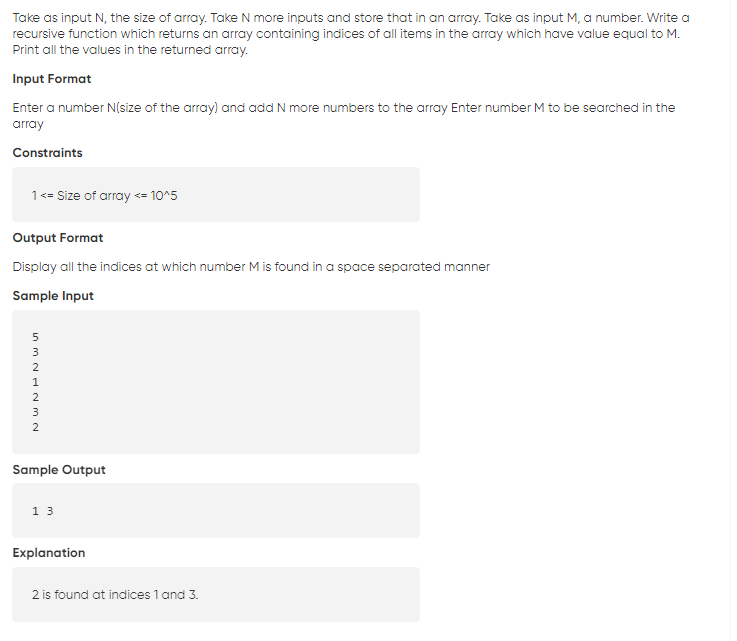 Take as input N, the size of array. Take N more inputs and store that in an array. Take as input M, a number. Write a
recursive function which returns an array containing indices of all items in the array which have value equal to M.
Print all the values in the returned array.
Input Format
Enter a number N(size of the array) and add N more numbers to the array Enter number M to be searched in the
array
Constraints
1 <= Size of array <= 10^5
Output Format
Display all the indices at which number M is found in a space separated manner
Sample Input
5
3
2
1
2
3
2
Sample Output
1 3
Explanation
2 is found at indices 1 and 3.